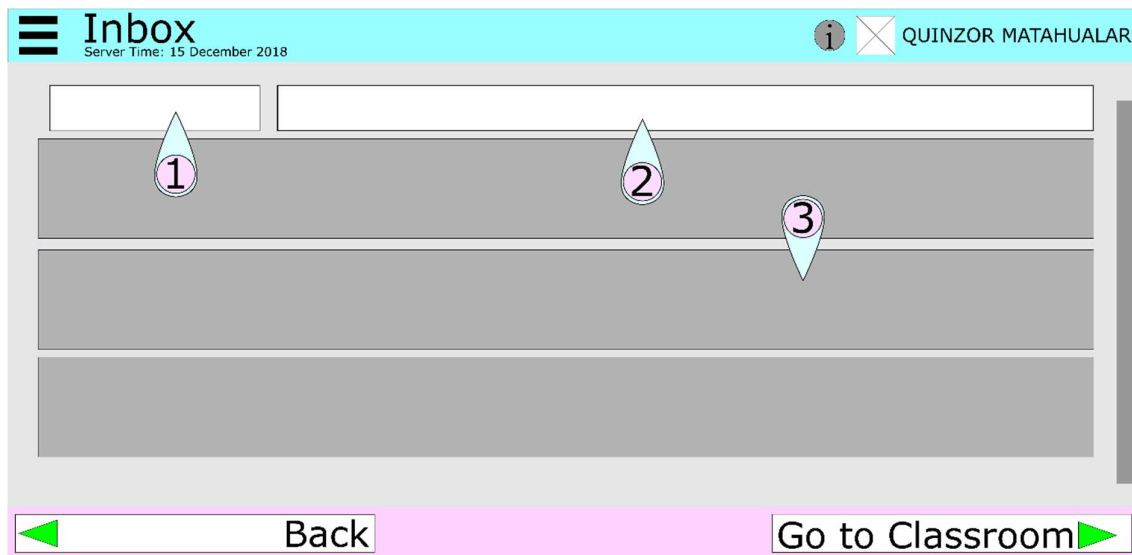 Inbox
Server Time: 15 December 2018
i
QUINZOR MATAHUALAR
1
2
3
Back
Go to Classroom